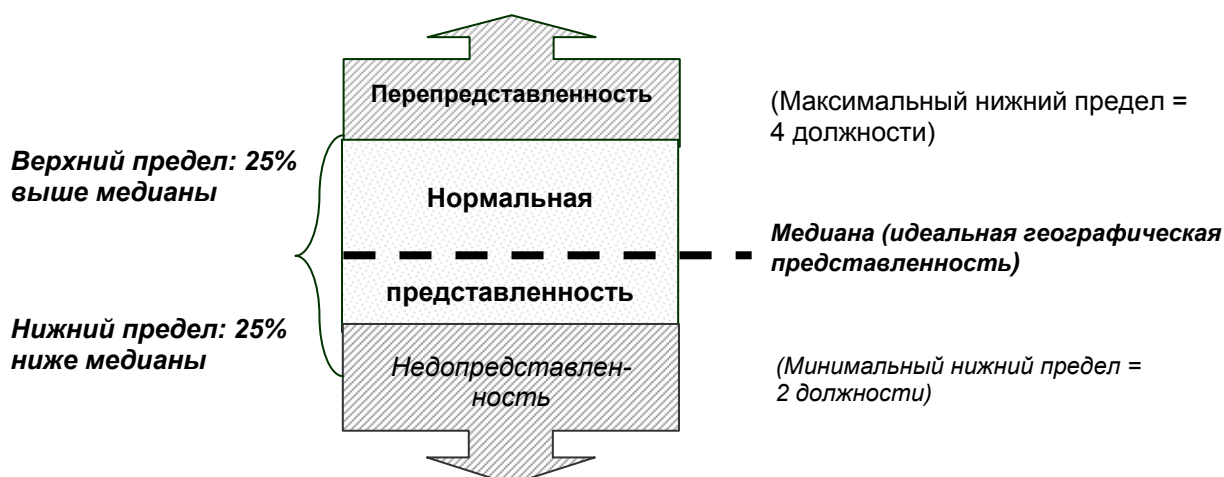 Перепредставленность
(Максимальный нижний предел =
4 должности)
Верхний предел: 25%
выше медианы
Нормальная
Медиана (идеальная географическая
представленность)
представленность
Нижний предел: 25%
ниже медианы
Недопредставлен-
ность
(Минимальный нижний предел =
2 должности)